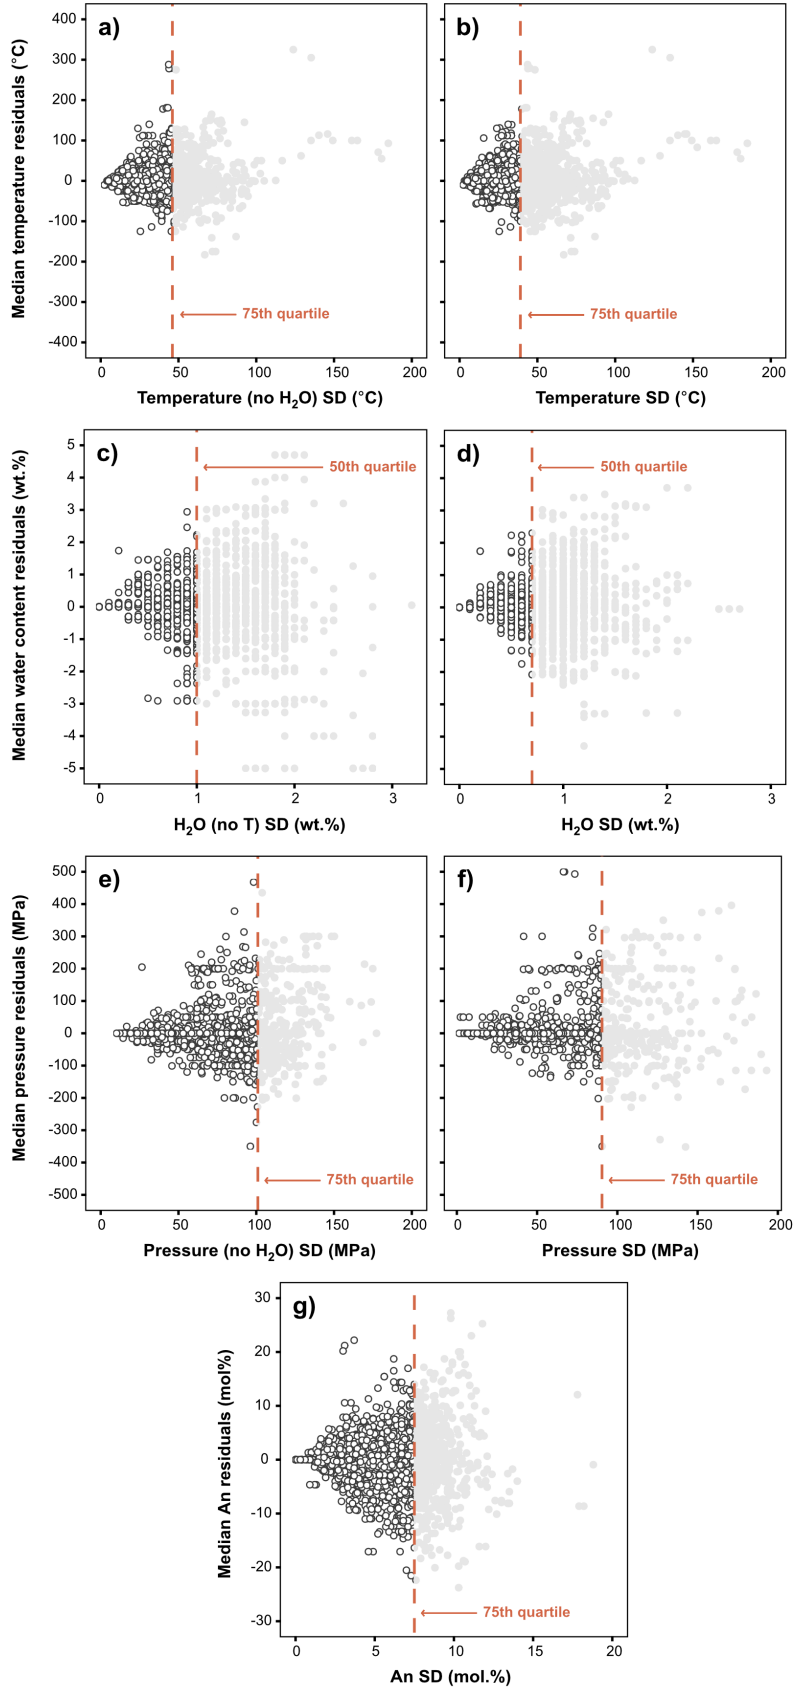 a)
b)
Median temperature residuals (°C)
400
300
200
100
0
-100
-200
-300
-400
75th quartile
75th quartile
0
50
100
150
200
0
50
100
150
200
Temperature (no H₂O) SD (°C)
Temperature SD (°C)
c)
d)
Median water content residuals (wt.%)
5
4
3
2
1
0
-1
-2
-3
-4
-5
50th quartile
50th quartile
0
1
2
3
0
1
2
3
H₂O (no T) SD (wt.%)
H₂O SD (wt.%)
e)
f)
Median pressure residuals (MPa)
500
400
300
200
100
0
-100
-200
-300
-400
-500
75th quartile
75th quartile
0
50
100
150
200
0
50
100
150
200
Pressure (no H₂O) SD (MPa)
Pressure SD (MPa)
g)
Median An residuals (mol%)
30
20
10
0
-10
-20
-30
75th quartile
0
5
10
15
20
An SD (mol.%)